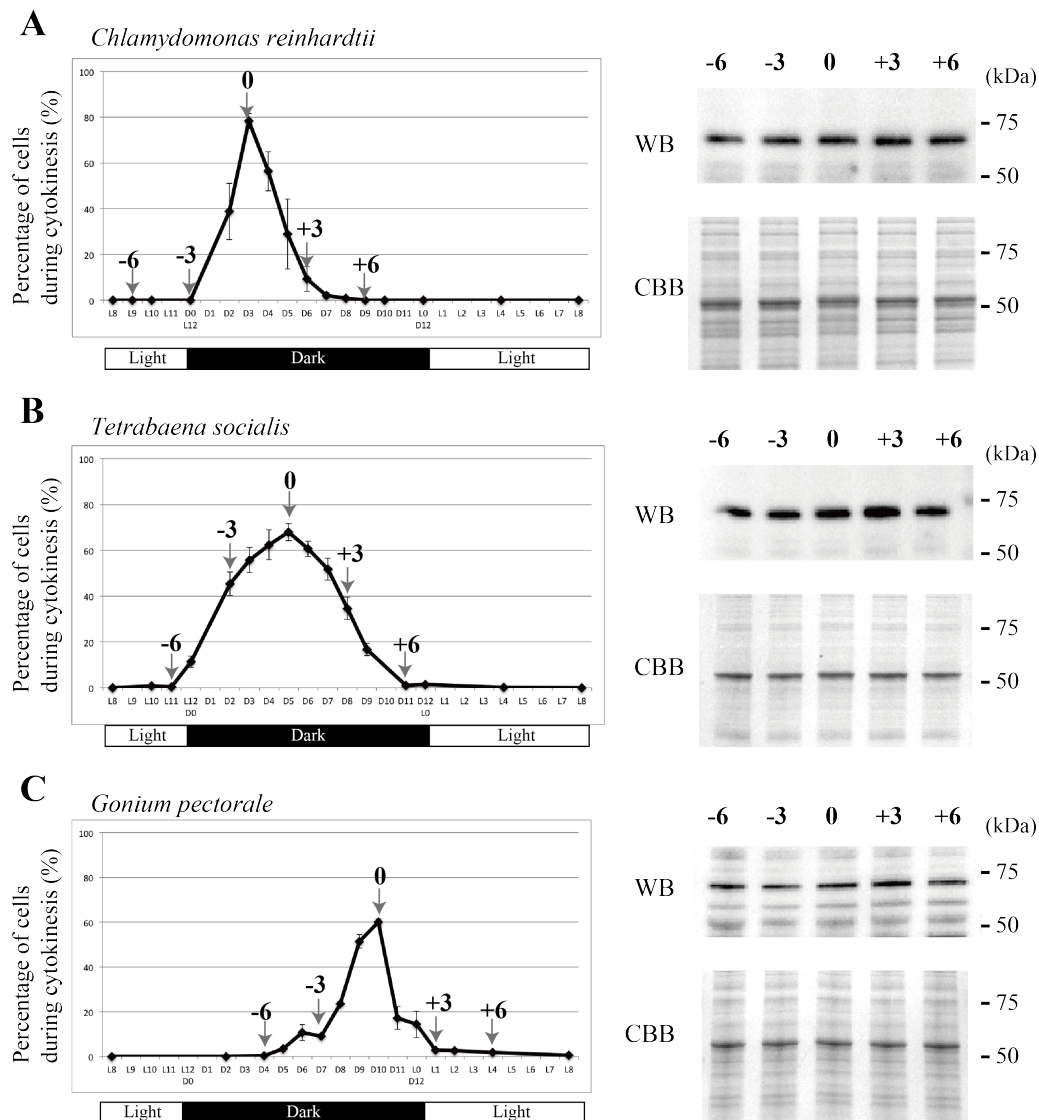 A
Chlamydomonas reinhardtii
Percentage of cells
during cytokinesis (%)
100
80
60
40
20
0
-6
-3
0
+3
+6
L8 L9 L10 L11 D0 D1 D2 D3 D4 D5 D6 D7 D8 D9 D10 D11 L0 L1 L2 L3 L4 L5 L6 L7 L8
L12 D12
Light Dark Light
-6 -3 0 +3 +6
(kDa)
WB
- 75
- 50
CBB
- 75
- 50
B
Tetrabaena socialis
Percentage of cells
during cytokinesis (%)
100
80
60
40
20
0
-6
-3
0
+3
+6
L8 L9 L10 L11 L12 D1 D2 D3 D4 D5 D6 D7 D8 D9 D10 D11 D12 L1 L2 L3 L4 L5 L6 L7 L8
D0 L0
Light Dark Light
-6 -3 0 +3 +6
(kDa)
WB
- 75
- 50
CBB
- 75
- 50
C
Gonium pectorale
Percentage of cells
during cytokinesis (%)
100
80
60
40
20
0
-6
-3
0
+3
+6
L8 L9 L10 L11 L12 D1 D2 D3 D4 D5 D6 D7 D8 D9 D10 D11 L0 L1 L2 L3 L4 L5 L6 L7 L8
D0 D12
Light Dark Light
-6 -3 0 +3 +6
(kDa)
WB
- 75
- 50
CBB
- 75
- 50